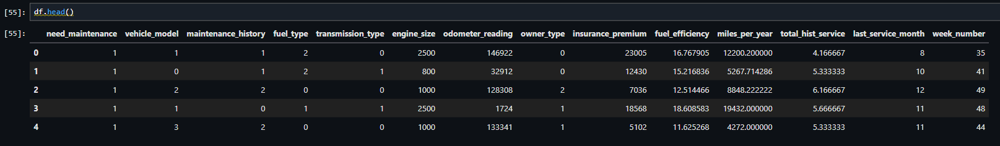 [55]: df.head()
[55]: need_maintenance vehicle_model maintenance_history fuel_type transmission_type engine_size odometer_reading owner_type insurance_premium fuel_efficiency miles_per_year total_hist_service last_service_month week_number
0 1 1 1 2 0 2500 146922 0 23005 16.767905 12200.200000 4.166667 8 35
1 1 0 1 2 1 800 32912 0 12430 15.216836 5267.714286 5.333333 10 41
2 1 2 2 0 0 1000 128308 2 7036 12.514466 8848.222222 6.166667 12 49
3 1 1 0 1 1 2500 1724 1 18568 18.608583 19432.000000 5.666667 11 48
4 1 3 2 0 0 1000 133341 1 5102 11.625268 4272.000000 5.333333 11 44